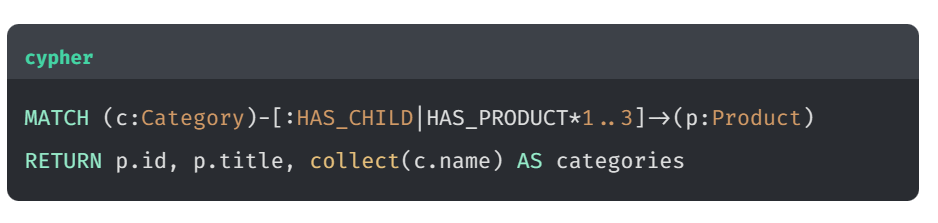 cypher
MATCH (c:Category)-[:HAS_CHILD|HAS_PRODUCT*1..3]->(p:Product)
RETURN p.id, p.title, collect(c.name) AS categories